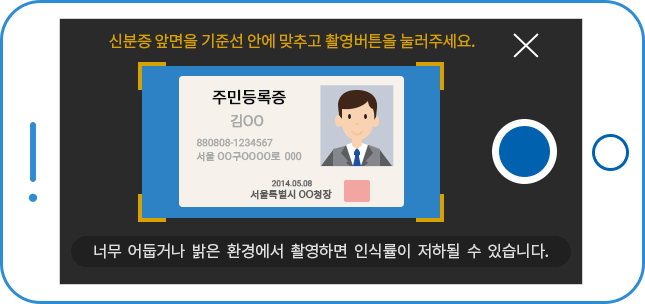 신분증 앞면을 기준선 안에 맞추고 촬영버튼을 눌러주세요.
주민등록증
김OO
880808-1234567
서울 OO구OOOO로 000
2014.05.08
서울특별시 OO청장
너무 어둡거나 밝은 환경에서 촬영하면 인식률이 저하될 수 있습니다.